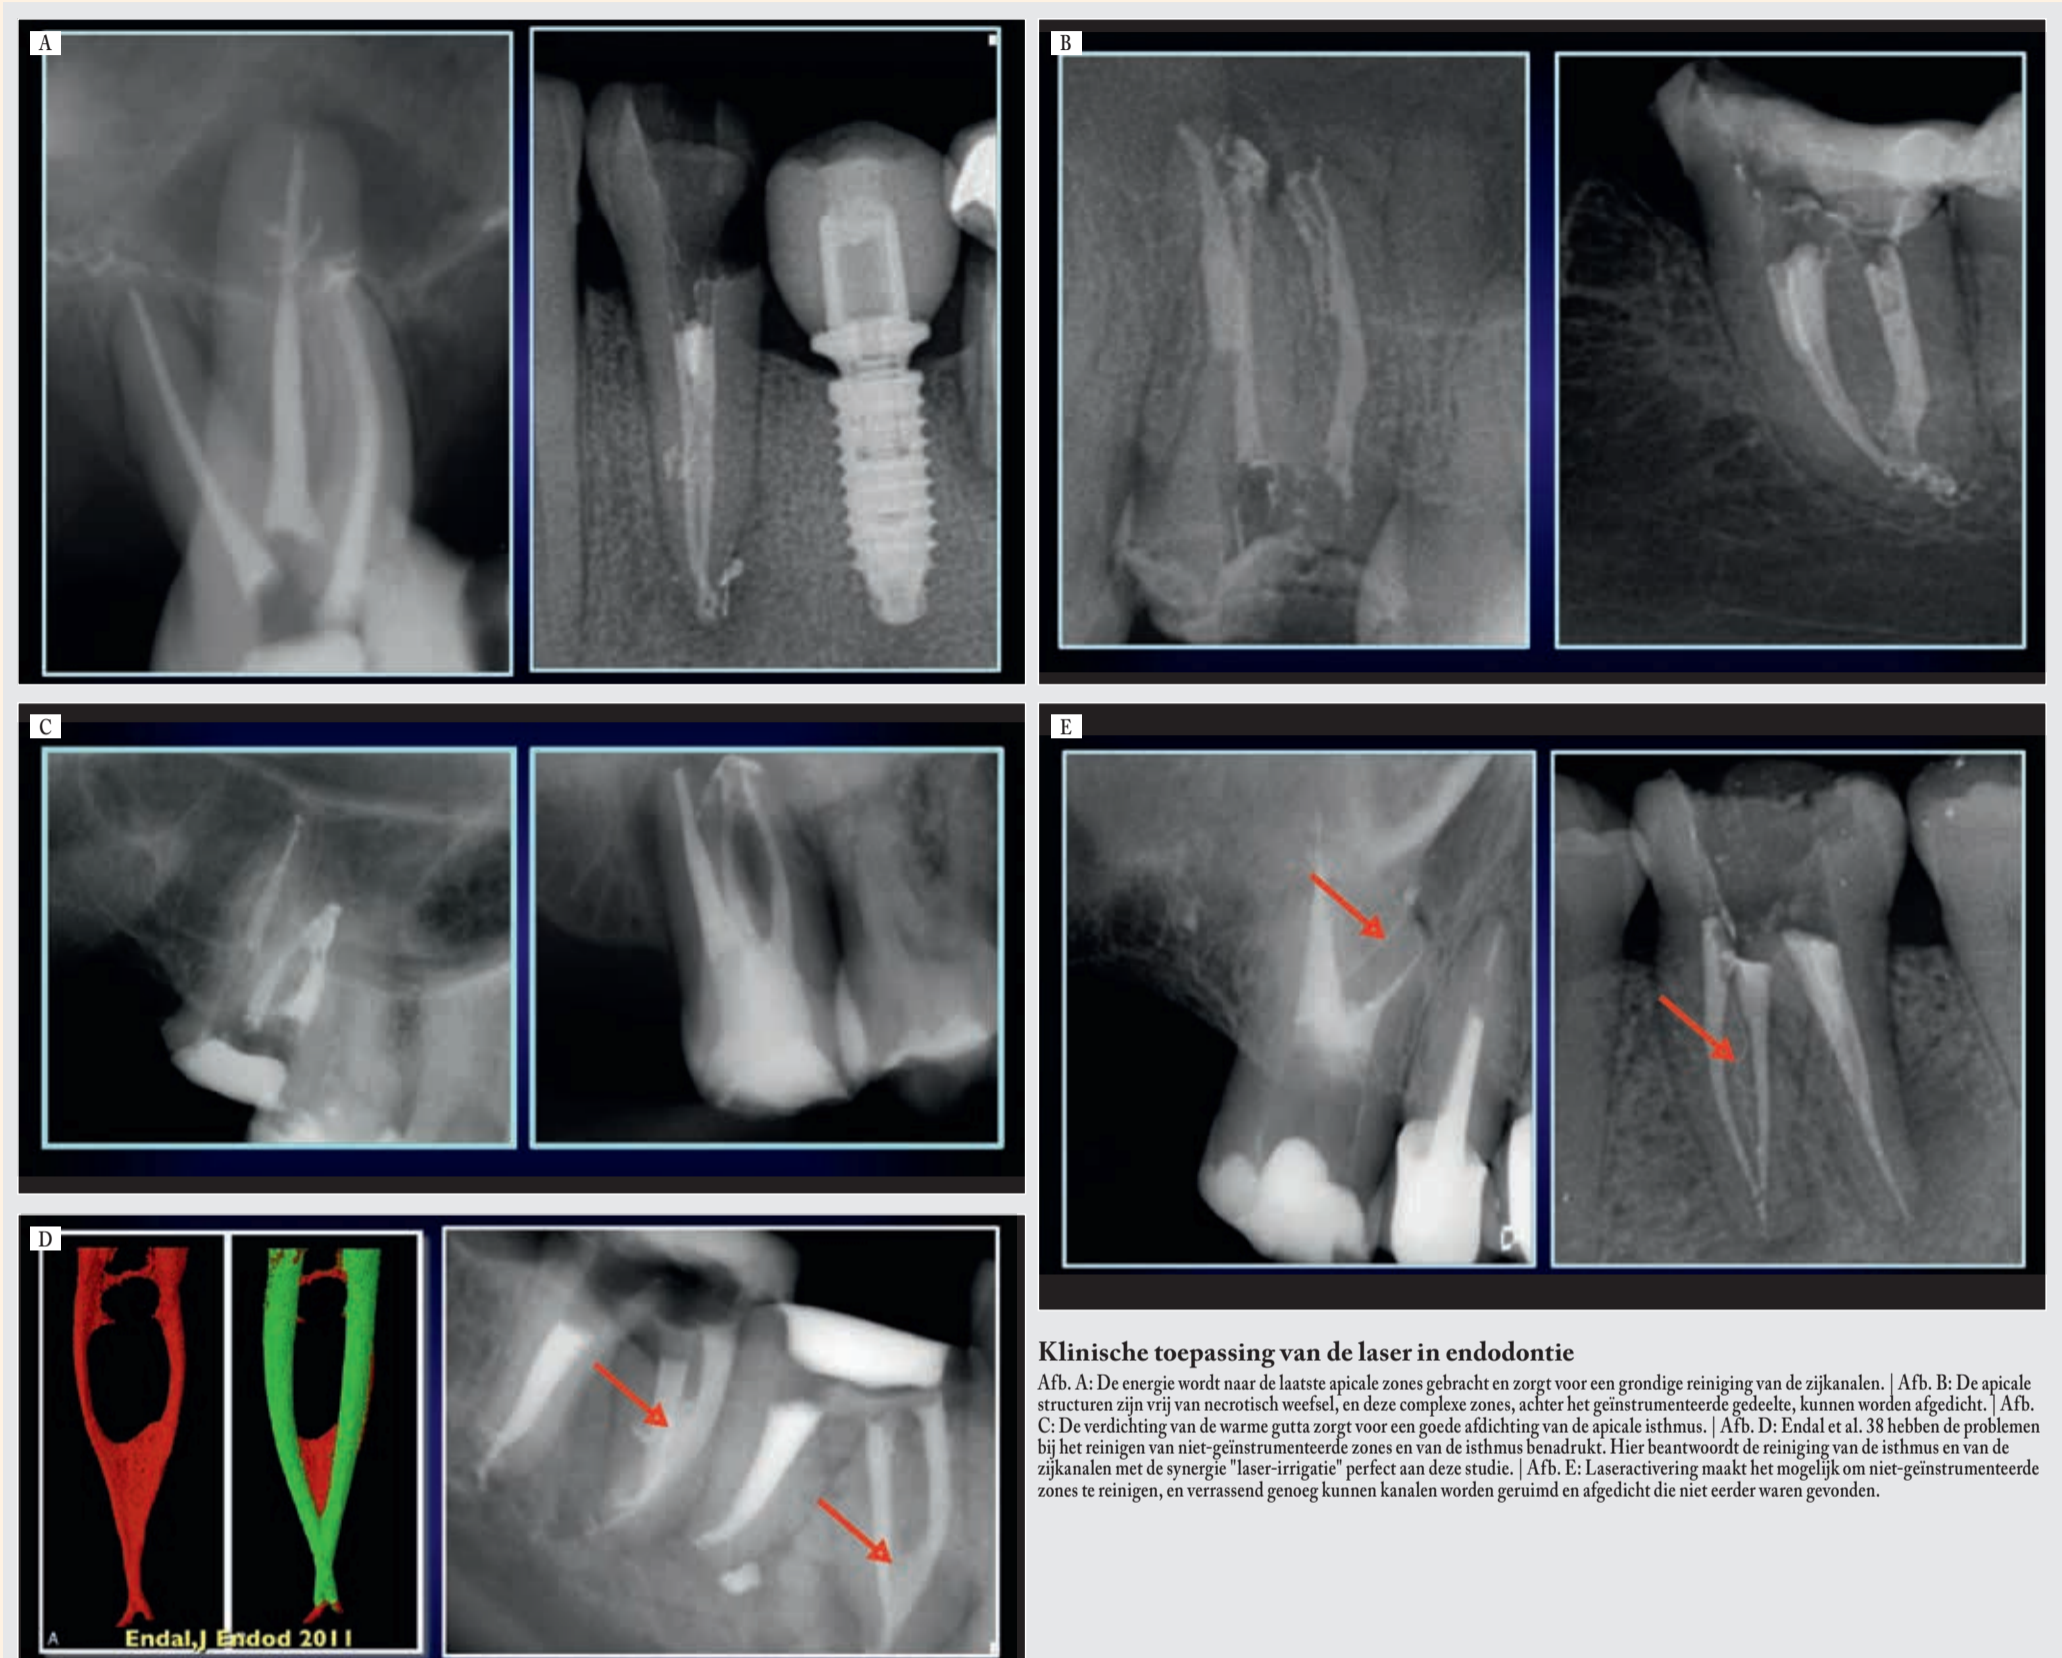 A
B
C
E
D
A
Endal,J Endod 2011
Klinische toepassing van de laser in endodontie
Afb. A: De energie wordt naar de laatste apicale zones gebracht en zorgt voor een grondige reiniging van de zijkanalen. | Afb. B: De apicale
structuren zijn vrij van necrotisch weefsel, en deze complexe zones, achter het geïnstrumenteerde gedeelte, kunnen worden afgedicht. | Afb.
C: De verdichting van de warme gutta zorgt voor een goede afdichting van de apicale isthmus. | Afb. D: Endal et al. 38 hebben de problemen
bij het reinigen van niet-geïnstrumenteerde zones en van de isthmus benadrukt. Hier beantwoordt de reiniging van de isthmus en van de
zijkanalen met de synergie "laser-irrigatie" perfect aan deze studie. | Afb. E: Laseractivering maakt het mogelijk om niet-geïnstrumenteerde
zones te reinigen, en verrassend genoeg kunnen kanalen worden geruimd en afgedicht die niet eerder waren gevonden.